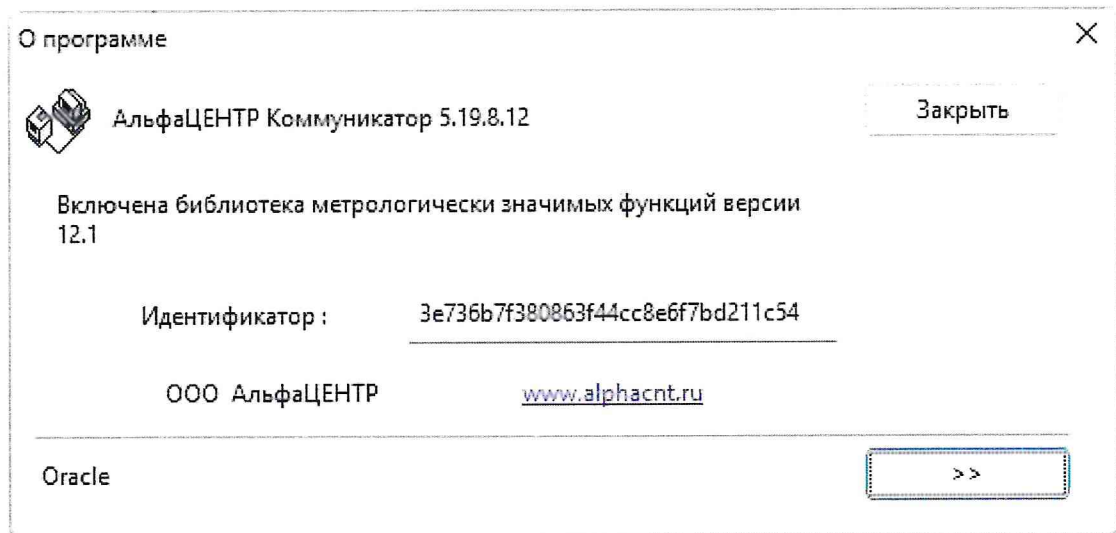 О программе
АльфаЦЕНТР Коммуникатор 5.19.8.12
Закрыть
Включена библиотека метрологически значимых функций версии
12.1
Идентификатор :
3e736b7f380863f44cc8e6f7bd211c54
ООО АльфаЦЕНТР
www.alphacnt.ru
Oracle
>>